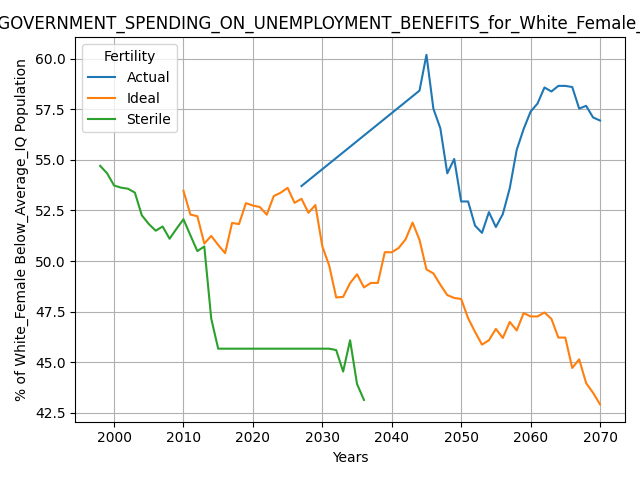 GOVERNMENT_SPENDING_ON_UNEMPLOYMENT_BENEFITS_for_White_Female_
Fertility
Actual
Ideal
Sterile
% of White_Female Below_Average_IQ Population
60.0
57.5
55.0
52.5
50.0
47.5
45.0
42.5
2000 2010 2020 2030 2040 2050 2060 2070
Years